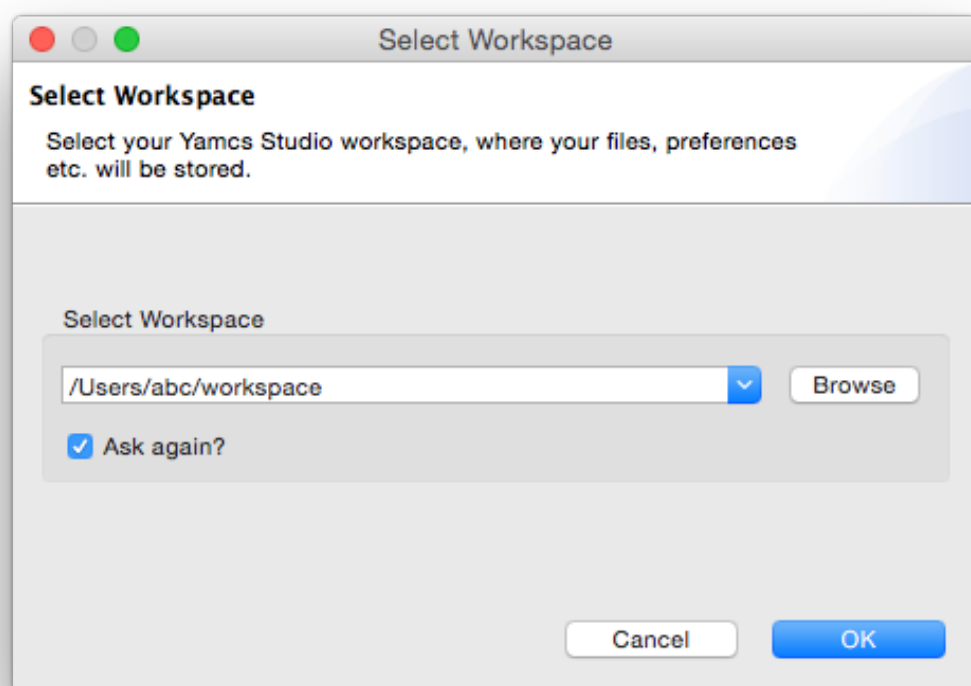 Select Workspace
Select Workspace
Select your Yamcs Studio workspace, where your files, preferences
etc. will be stored.
Select Workspace
/Users/abc/workspace
Browse
Ask again?
Cancel
OK